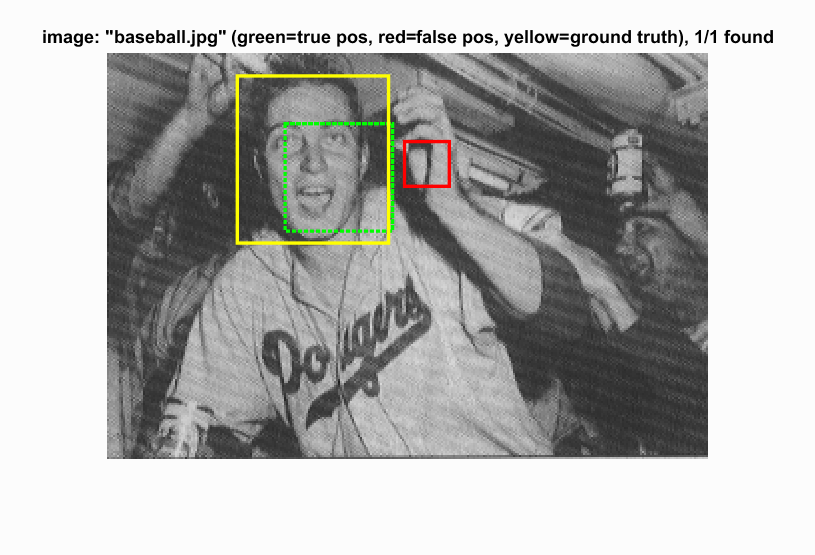 image: "baseball.jpg" (green=true pos, red=false pos, yellow=ground truth), 1/1 found
Dodgers